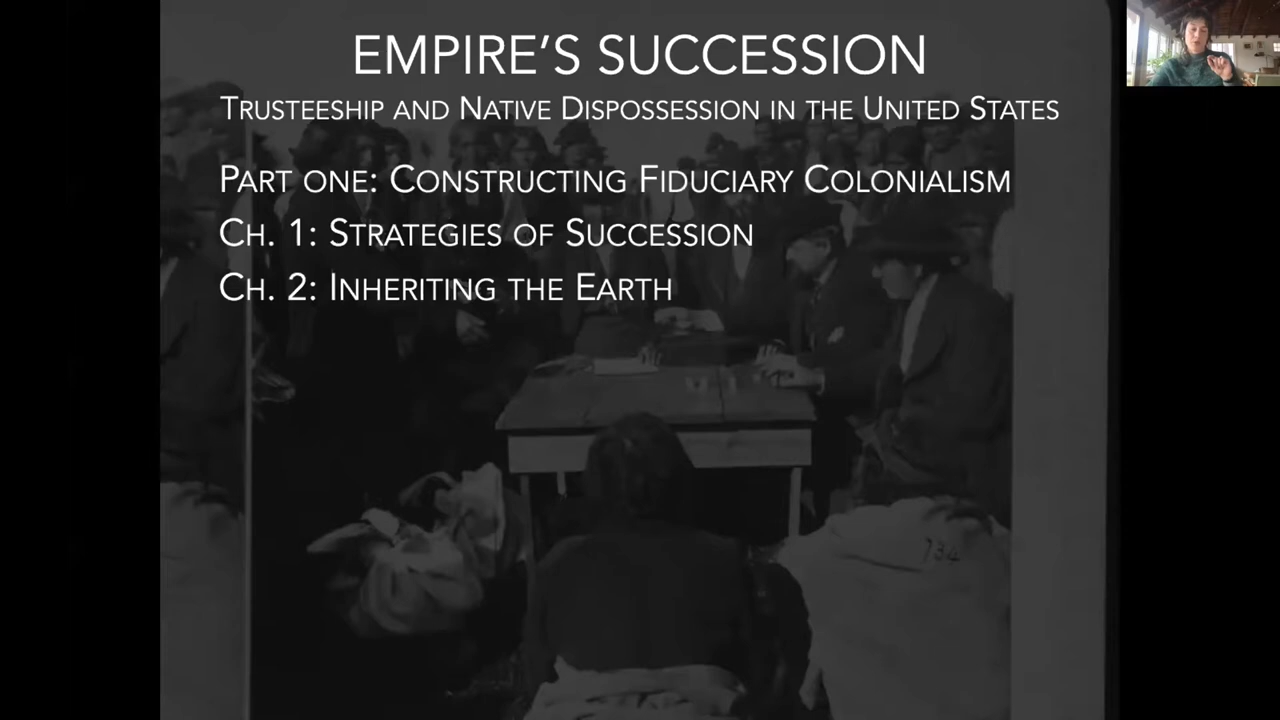 EMPIRE'S SUCCESSION
TRUSTEESHIP AND NATIVE DISPOSSESSION IN THE UNITED STATES
PART ONE: CONSTRUCTING FIDUCIARY COLONIALISM
CH. 1: STRATEGIES OF SUCCESSION
CH. 2: INHERITING THE EARTH
734